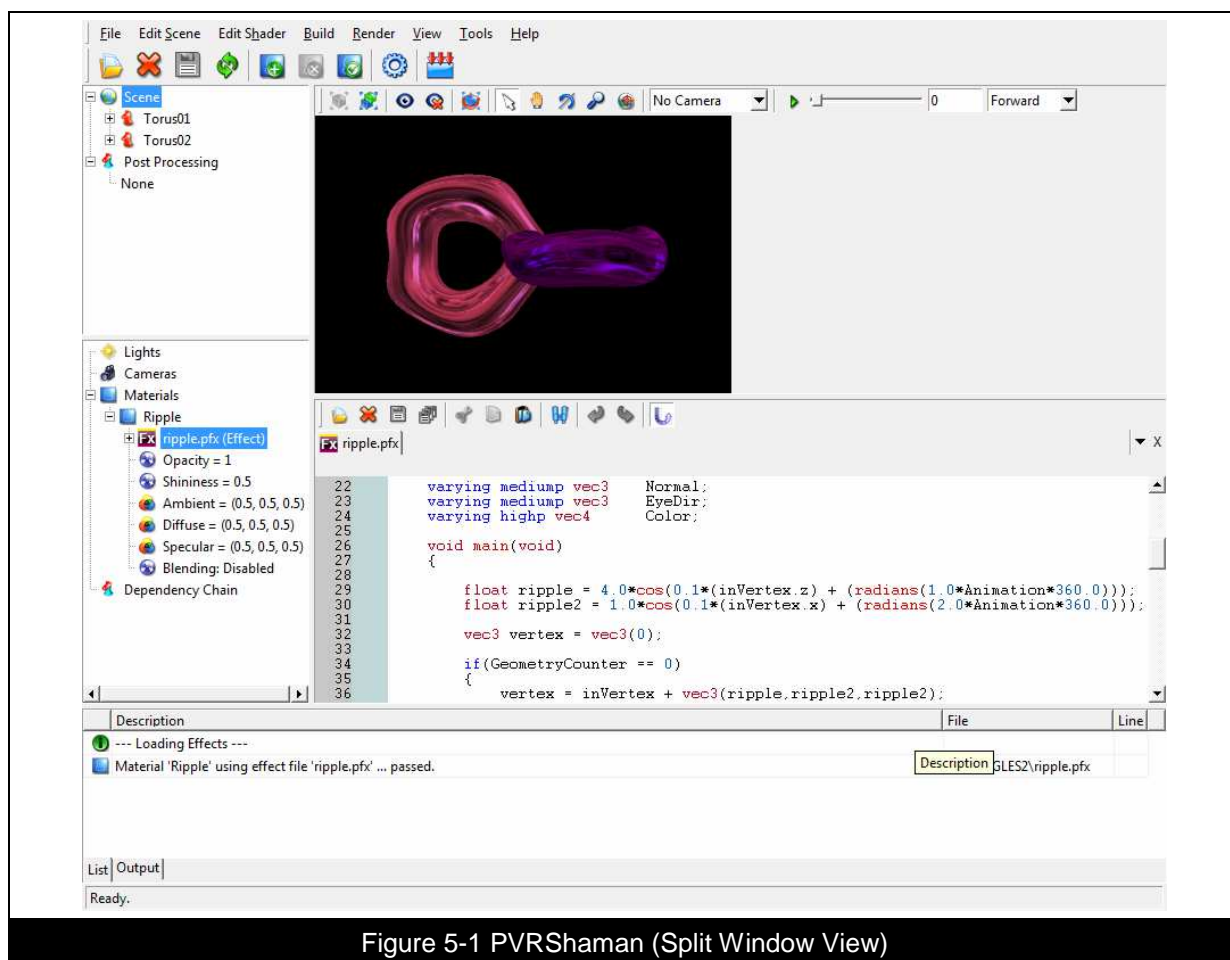 File Edit Scene Edit Shader Build Render View Tools Help
Scene
Torus01
Torus02
Post Processing
None
No Camera
0
Forward
Lights
Cameras
Materials
Ripple
Fx ripple.pfx (Effect)
Opacity = 1
Shininess = 0.5
Ambient = (0.5, 0.5, 0.5)
Diffuse = (0.5, 0.5, 0.5)
Specular = (0.5, 0.5, 0.5)
Blending: Disabled
Dependency Chain
Fx ripple.pfx
X
22 varying mediump vec3 Normal;
23 varying mediump vec3 EyeDir;
24 varying highp vec4 Color;
25
26 void main(void)
27 {
28
29 float ripple = 4.0*cos(0.1*(inVertex.z) + (radians(1.0*Animation*360.0)));
30 float ripple2 = 1.0*cos(0.1*(inVertex.x) + (radians(2.0*Animation*360.0)));
31
32 vec3 vertex = vec3(0);
33
34 if(GeometryCounter == 0)
35 {
36 vertex = inVertex + vec3(ripple,ripple2,ripple2);
Description File Line
--- Loading Effects ---
Material 'Ripple' using effect file 'ripple.pfx' ... passed. GLES2\ripple.pfx
Description
List Output
Ready.
Figure 5-1 PVRShaman (Split Window View)